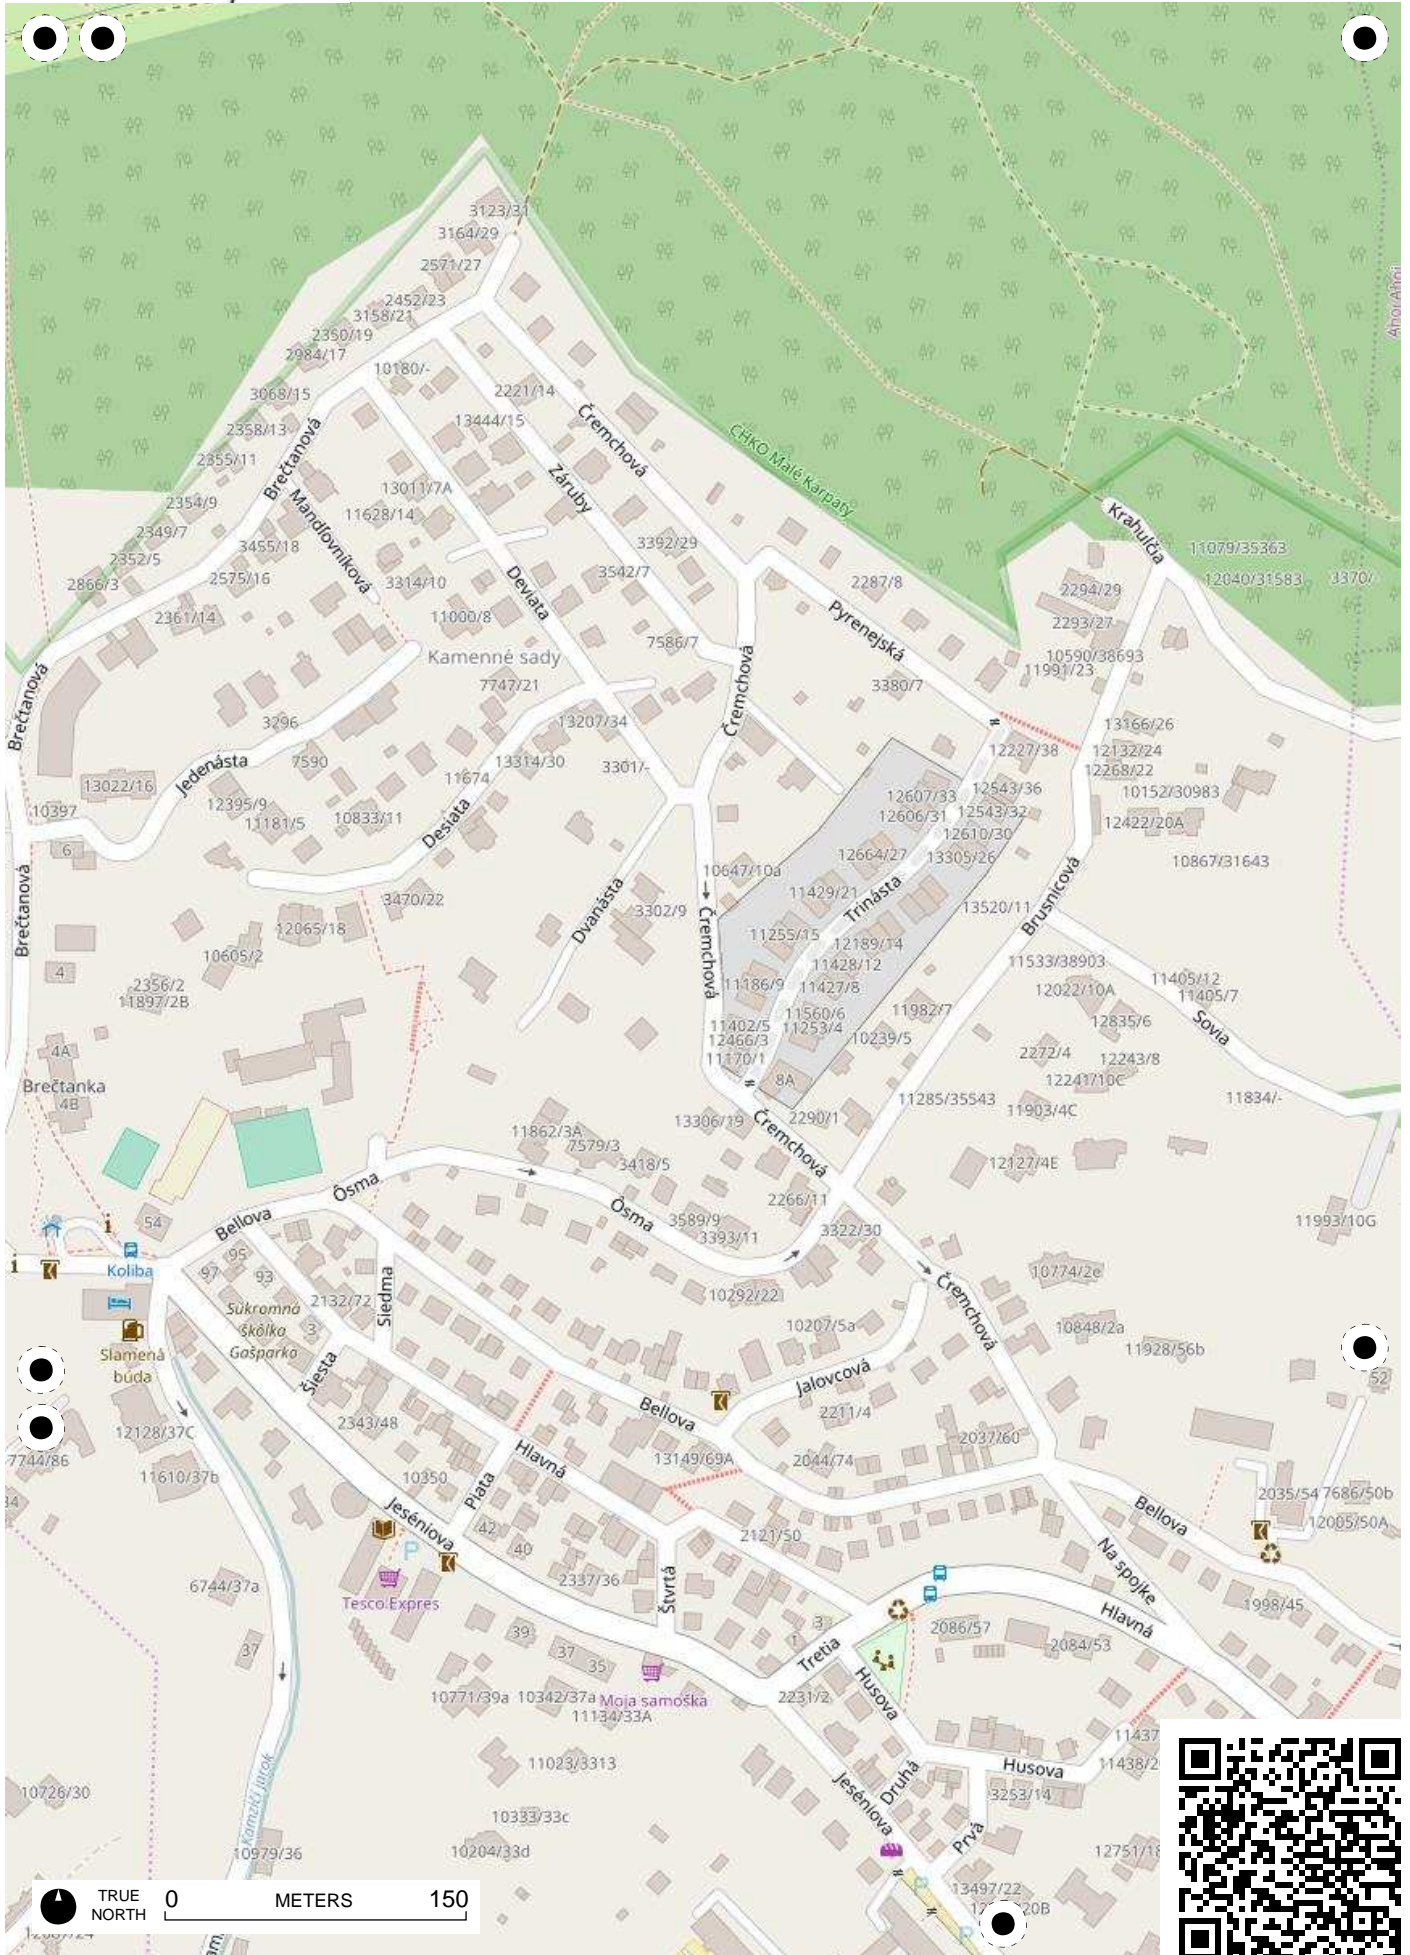 3123/31
3164/29
2571/27
2452/23
3158/21
2350/19
2984/17
10180/-
3068/15
2221/14
Čremchová
13444/15
2358/13
CHKO Malé Karpaty
Ahoj Ahoj
2355/11
Brečtanová
Záruby
13011/7A
2354/9
Mandľovníková
11628/14
Krahulčia
2349/7
3455/18
3392/29
11079/35363
2352/5
2866/3
2575/16
3314/10
Deviata
3542/7
2287/8
12040/31583
3370/-
2294/29
2361/14
11000/8
Pyrenejská
2293/27
7586/7
Kamenné sady
10590/38693
11991/23
Brečtanová
7747/21
Čremchová
3380/7
3296
13207/34
13166/26
12227/38
12132/24
Jedenásta
7590
13314/30
3301/-
12268/22
13022/16
11674
12543/36
10152/30983
12395/9
12607/33
10397
11181/5
10833/11
Desiata
12606/31
12543/32
12422/20A
12610/30
6
12664/27
13305/26
10867/31643
10647/10a
Brečtanová
3470/22
11429/21
Trinásta
Brusnicová
Dvanásta
3302/9
13520/11
12065/18
Čremchová
11255/15
12189/14
10605/2
11533/38903
4
11428/12
2356/2
11186/9
11427/8
12022/10A
11405/12
11897/2B
11405/7
11560/6
11982/7
Sovia
11402/5
11253/4
12835/6
12466/3
10239/5
4A
11170/1
2272/4
12243/8
Brečtanka
8A
12241/10C
4B
11285/35543
11903/4C
11834/-
13306/19
2290/1
11862/3A
Čremchová
7579/3
3418/5
12127/4E
Ôsma
2266/11
Bellova
Ôsma
3589/9
3322/30
54
3393/11
11993/10G
95
Koliba
97
93
10774/2e
2132/72
Siedma
10292/22
Čremchová
Súkromná
škôlka
Gašparko
3
10207/5a
10848/2a
Slamená
búda
Šiesta
11928/56b
52
Jalovcová
Bellova
2211/4
12128/37C
2343/48
2037/60
Hlavná
13149/69A
2044/74
7744/86
11610/37b
10350
Piata
2035/54
7686/50b
Jeséniova
Bellova
12005/50A
42
2121/50
40
Na spojke
6744/37a
2337/36
Štvrtá
Tesco Expres
1998/45
Hlavná
39
3
2086/57
1
37
Tretia
2084/53
37
35
Husova
10771/39a
10342/37a
Moja samoška
2231/2
11134/33A
11437
11023/3313
Husova
11438/2
Kamzičí jarok
Jeséniova
Druhá
10726/30
3253/14
10333/33c
Prvá
10979/36
10204/33d
12751/18
13497/22
TRUE
NORTH
0
METERS
150